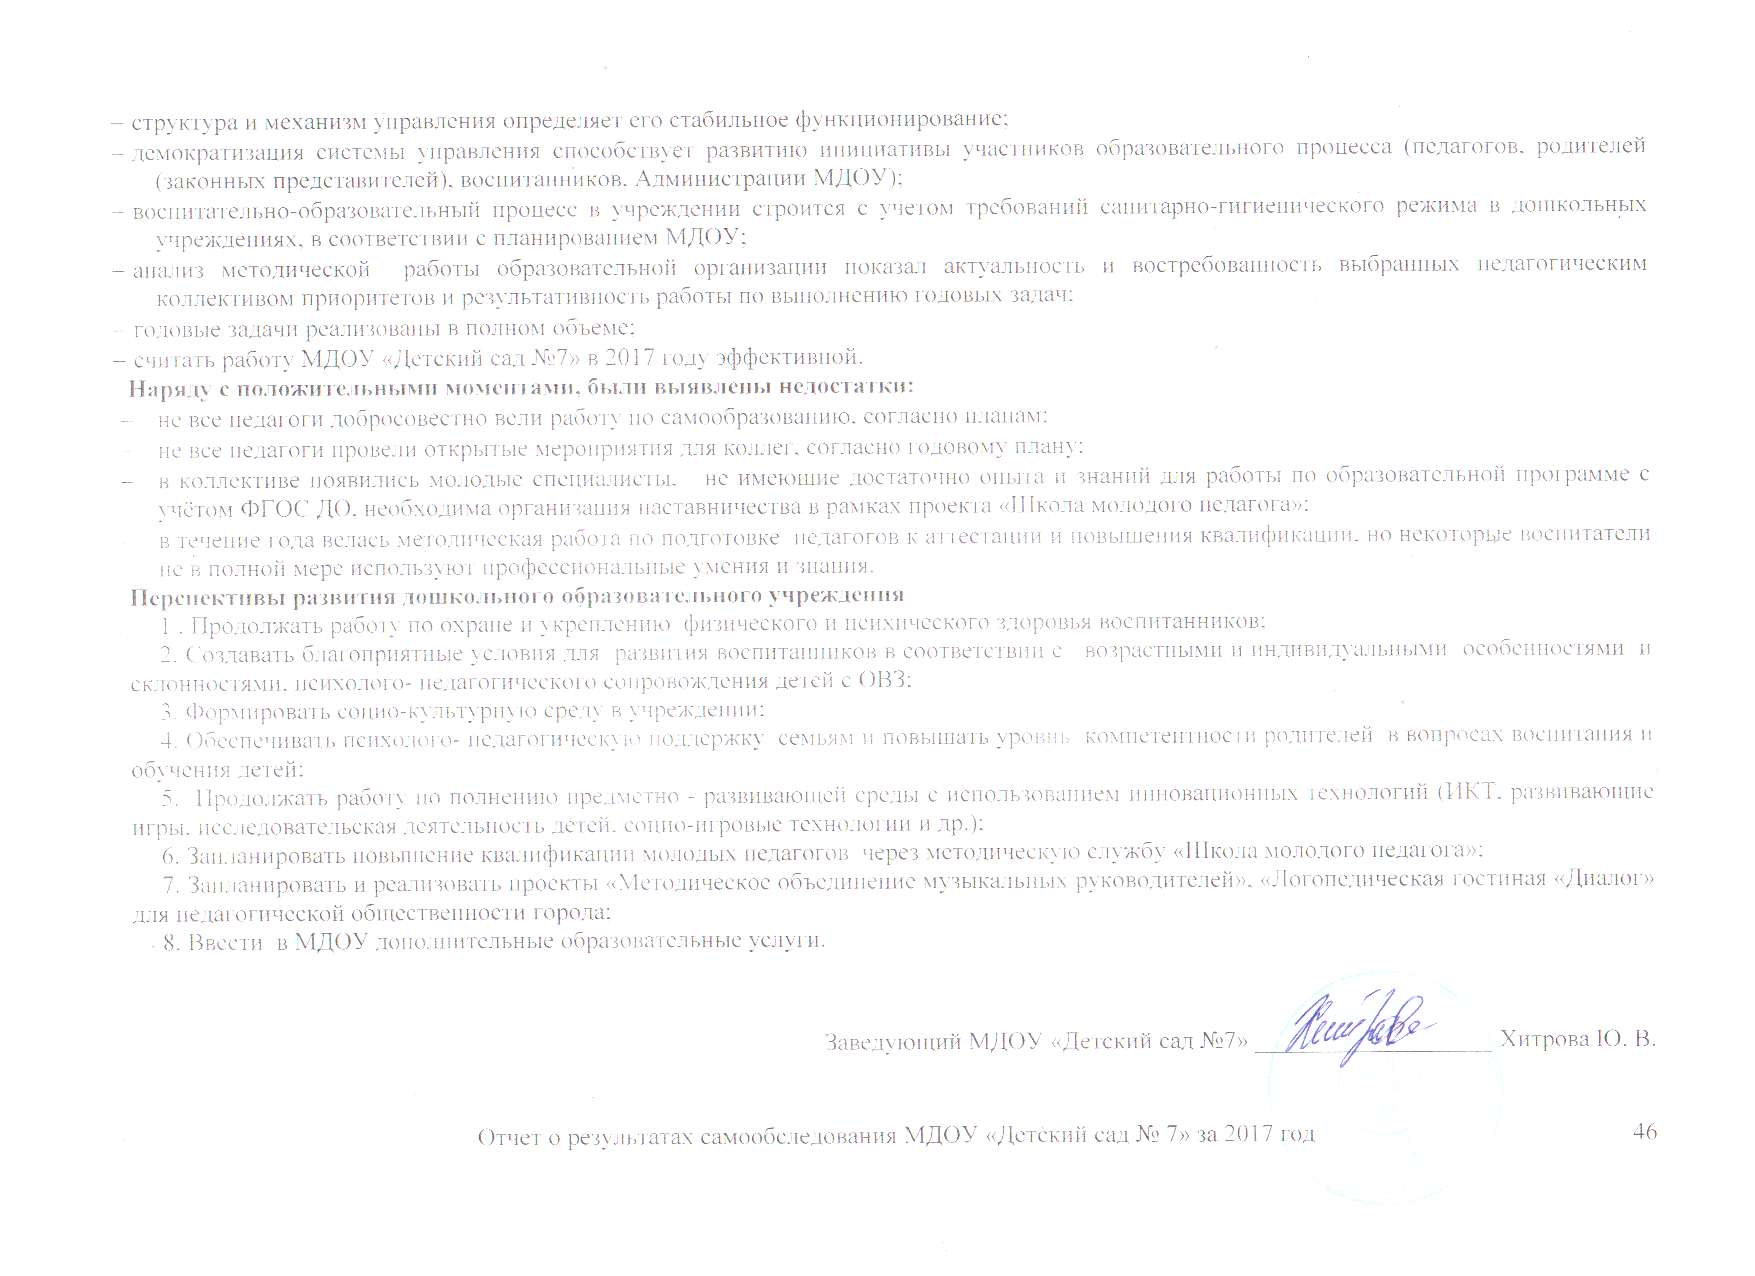 – структура и механизм управления определяет его стабильное функционирование;
– демократизация системы управления способствует развитию инициативы участников образовательного процесса (педагогов, родителей
(законных представителей), воспитанников, Администрации МДОУ);
– воспитательно-образовательный процесс в учреждении строится с учетом требований санитарно-гигиенического режима в дошкольных
учреждениях, в соответствии с планированием МДОУ;
– анализ методической работы образовательной организации показал актуальность и востребованность выбранных педагогическим
коллективом приоритетов и результативность работы по выполнению годовых задач;
– годовые задачи реализованы в полном объеме;
– считать работу МДОУ «Детский сад №7» в 2017 году эффективной.
Наряду с положительными моментами, были выявлены недостатки:
– не все педагоги добросовестно вели работу по самообразованию, согласно планам;
– не все педагоги провели открытые мероприятия для коллег, согласно годовому плану;
– в коллективе появились молодые специалисты, не имеющие достаточно опыта и знаний для работы по образовательной программе с
учётом ФГОС ДО, необходима организация наставничества в рамках проекта «Школа молодого педагога»;
в течение года велась методическая работа по подготовке педагогов к аттестации и повышения квалификации, но некоторые воспитатели
не в полной мере используют профессиональные умения и знания.
Перспективы развития дошкольного образовательного учреждения
1 . Продолжать работу по охране и укреплению физического и психического здоровья воспитанников;
2. Создавать благоприятные условия для развития воспитанников в соответствии с возрастными и индивидуальными особенностями и
склонностями, психолого- педагогического сопровождения детей с ОВЗ;
3. Формировать социо-культурную среду в учреждении;
4. Обеспечивать психолого- педагогическую поддержку семьям и повышать уровнь компетентности родителей в вопросах воспитания и
обучения детей;
5. Продолжать работу по полнению предметно - развивающей среды с использованием инновационных технологий (ИКТ, развивающие
игры, исследовательская деятельность детей, социо-игровые технологии и др.);
6. Запланировать повышение квалификации молодых педагогов через методическую службу «Школа молодого педагога»;
7. Запланировать и реализовать проекты «Методическое объединение музыкальных руководителей», «Логопедическая гостиная «Диалог»
для педагогической общественности города;
8. Ввести в МДОУ дополнительные образовательные услуги.
Заведующий МДОУ «Детский сад №7» Хитрова Ю. В.
Отчет о результатах самообследования МДОУ «Детский сад № 7» за 2017 год 46